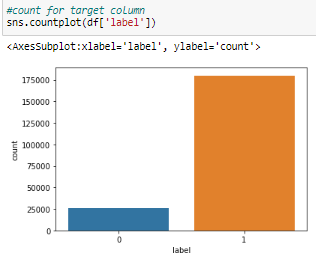 #count for target column
sns.countplot(df['label'])
<AxesSubplot:xlabel='label', ylabel='count'>
175000
150000
125000
100000
75000
50000
25000
0
count
0 1
label